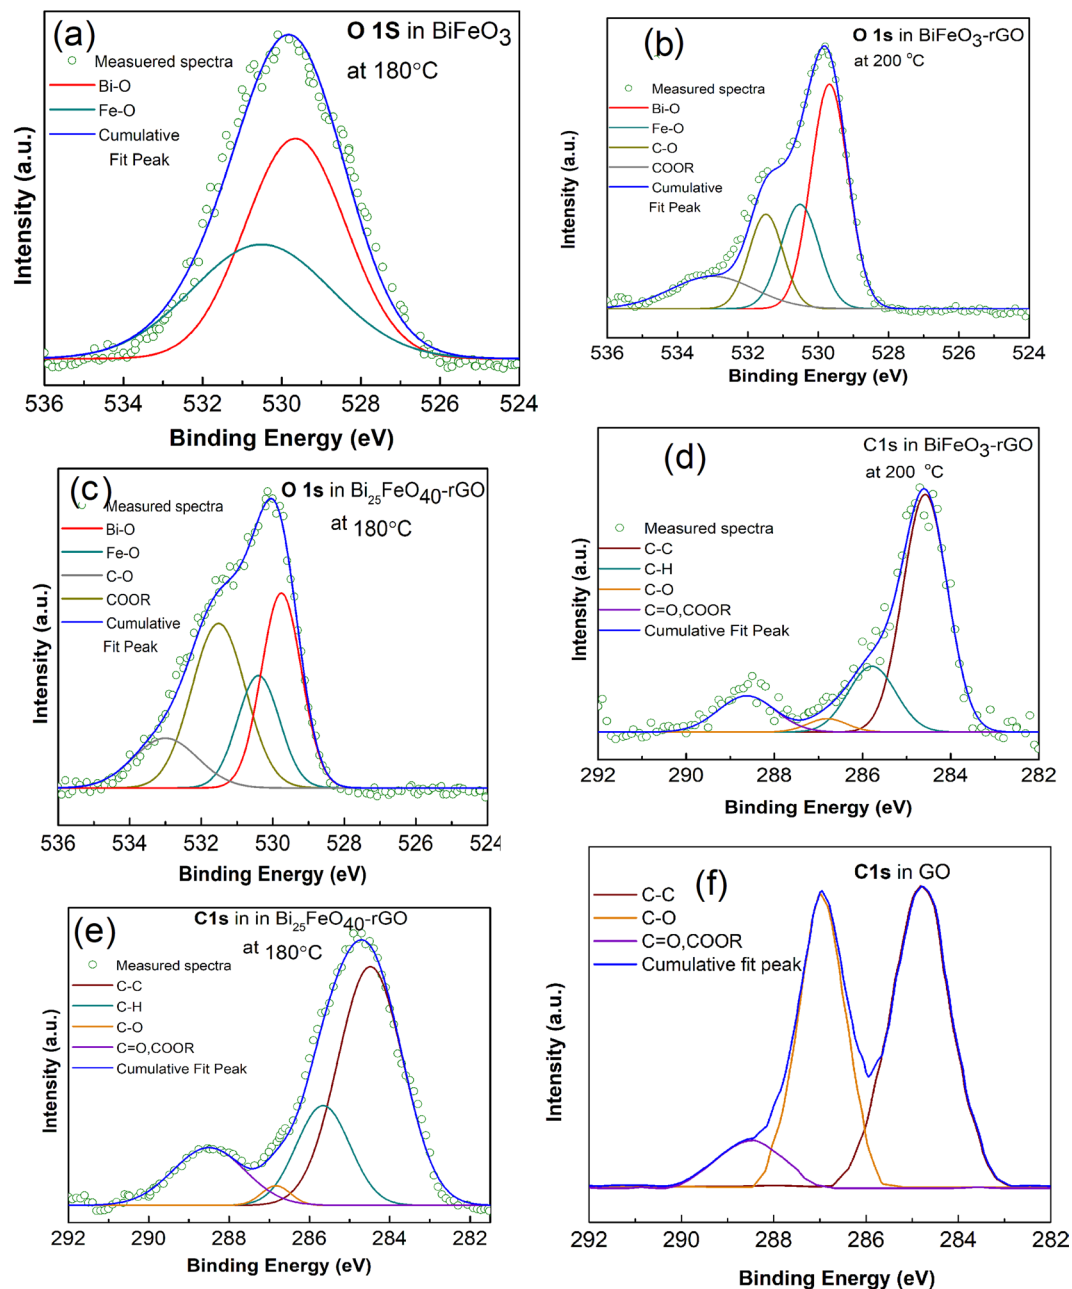 (a)
O 1S in BiFeO3
at 180°C
Measuered spectra
Bi-O
Fe-O
Cumulative
Fit Peak
Intensity (a.u.)
536 534 532 530 528 526 524
Binding Energy (eV)
(b)
O 1s in BiFeO3-rGO
at 200 °C
Measured spectra
Bi-O
Fe-O
C-O
COOR
Cumulative
Fit Peak
Intensity (a.u.)
536 534 532 530 528 526 524
Binding Energy (eV)
(c)
O 1s in Bi25FeO40-rGO
at 180°C
Measured spectra
Bi-O
Fe-O
C-O
COOR
Cumulative
Fit Peak
Intensity (a.u.)
536 534 532 530 528 526 524
Binding Energy (eV)
(d)
C1s in BiFeO3-rGO
at 200 °C
Measured spectra
C-C
C-H
C-O
C=O,COOR
Cumulative Fit Peak
Intensity (a.u.)
292 290 288 286 284 282
Binding Energy (eV)
(e)
C1s in in Bi25FeO40-rGO
at 180°C
Measured spectra
C-C
C-H
C-O
C=O,COOR
Cumulative Fit Peak
Intensity (a.u.)
292 290 288 286 284 282
Binding Energy (eV)
(f)
C1s in GO
C-C
C-O
C=O,COOR
Cumulative fit peak
Intensity (a.u.)
292 290 288 286 284 282
Binding Energy (eV)